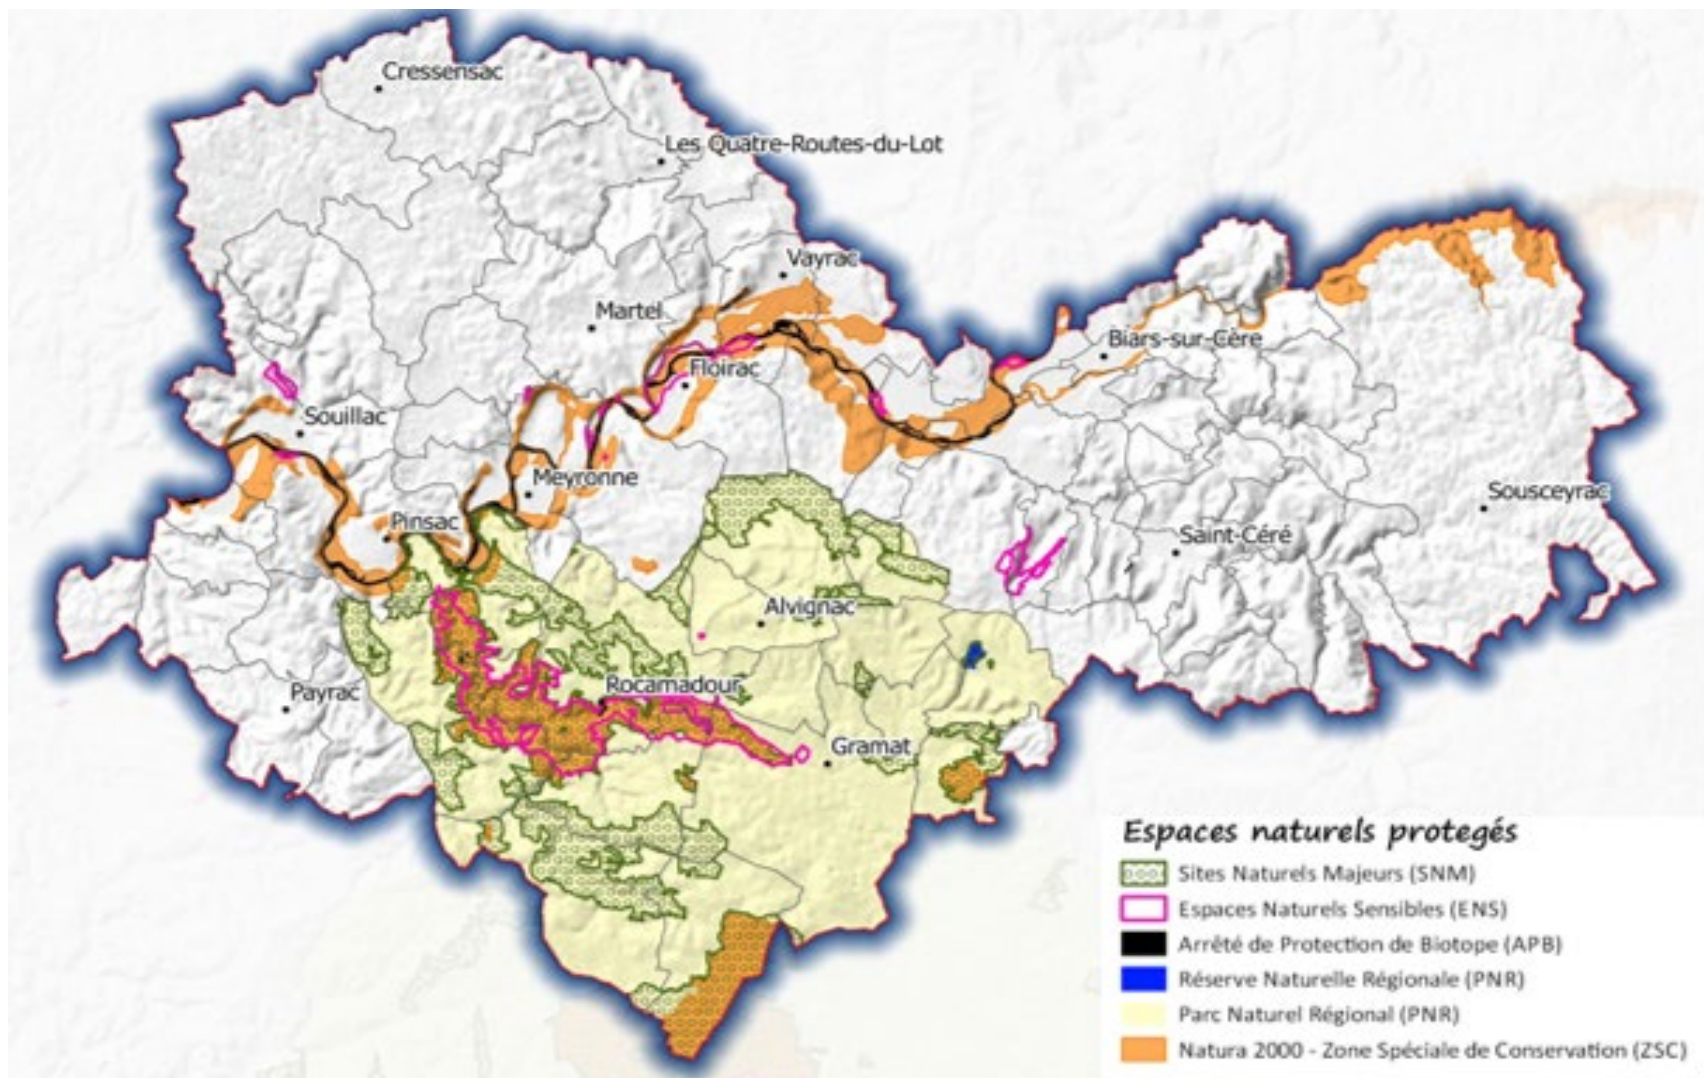 Cressensac
Les Quatre-Routes-du-Lot
Vayrac
Martel
Biars-sur-Cère
Floirac
Souillac
Meyronne
Sousceyrac
Pinsac
Saint-Céré
Alvignac
Rocamadour
Payrac
Gramat
Espaces naturels protegés
Sites Naturels Majeurs (SNM)
Espaces Naturels Sensibles (ENS)
Arrêté de Protection de Biotope (APB)
Réserve Naturelle Régionale (PNR)
Parc Naturel Régional (PNR)
Natura 2000 - Zone Spéciale de Conservation (ZSC)